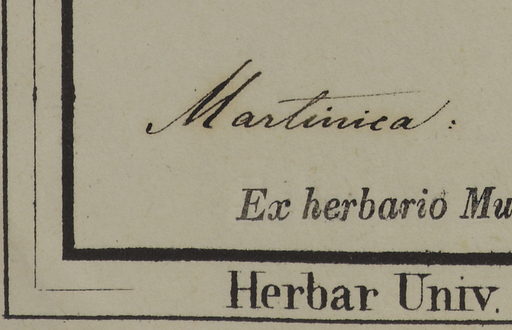 Martinica:
Ex herbario Mu
Herbar Univ.